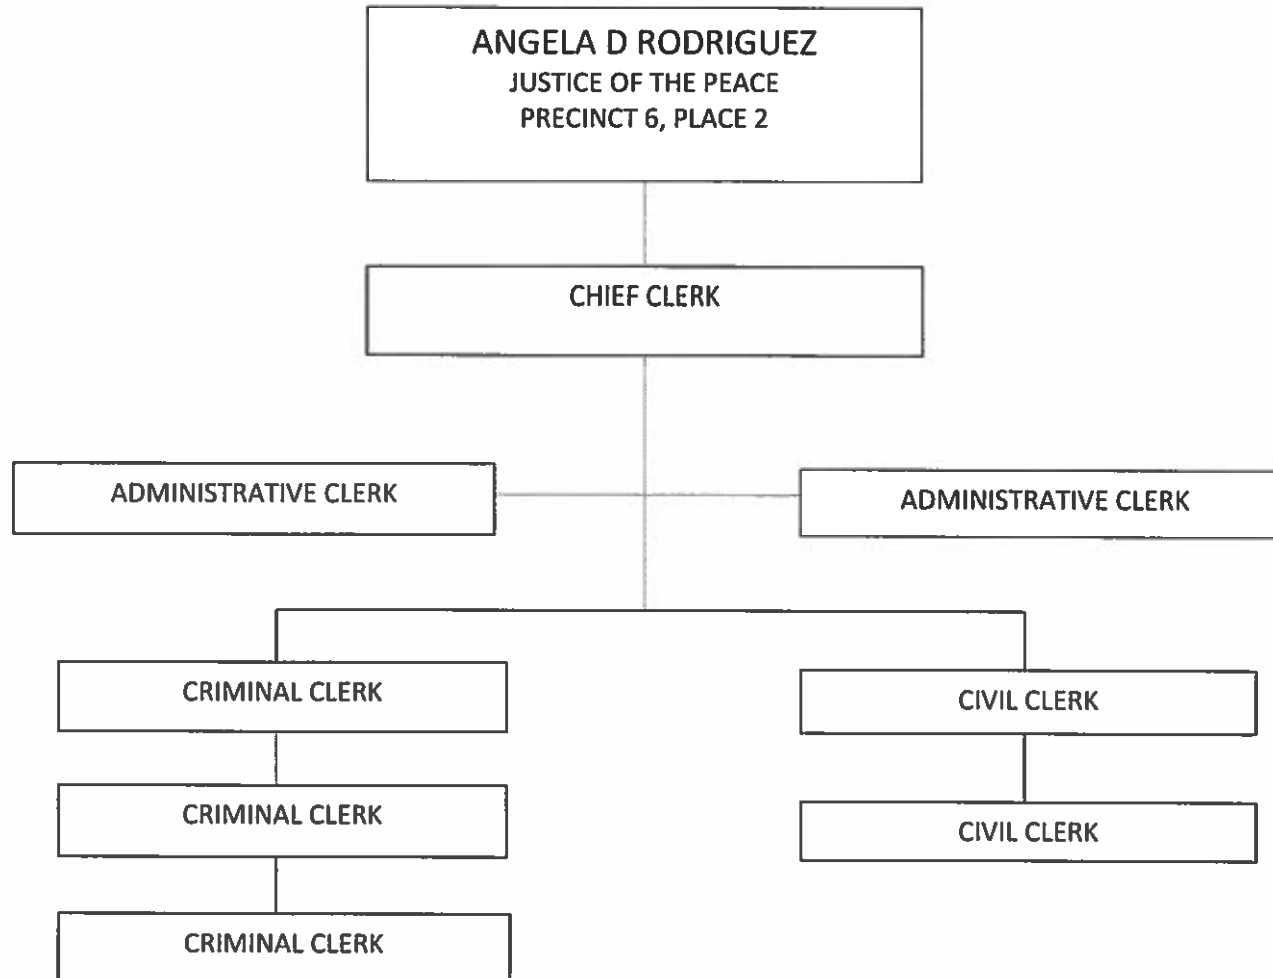 ANGELA D RODRIGUEZ
JUSTICE OF THE PEACE
PRECINCT 6, PLACE 2
CHIEF CLERK
ADMINISTRATIVE CLERK
ADMINISTRATIVE CLERK
CRIMINAL CLERK
CIVIL CLERK
CRIMINAL CLERK
CIVIL CLERK
CRIMINAL CLERK